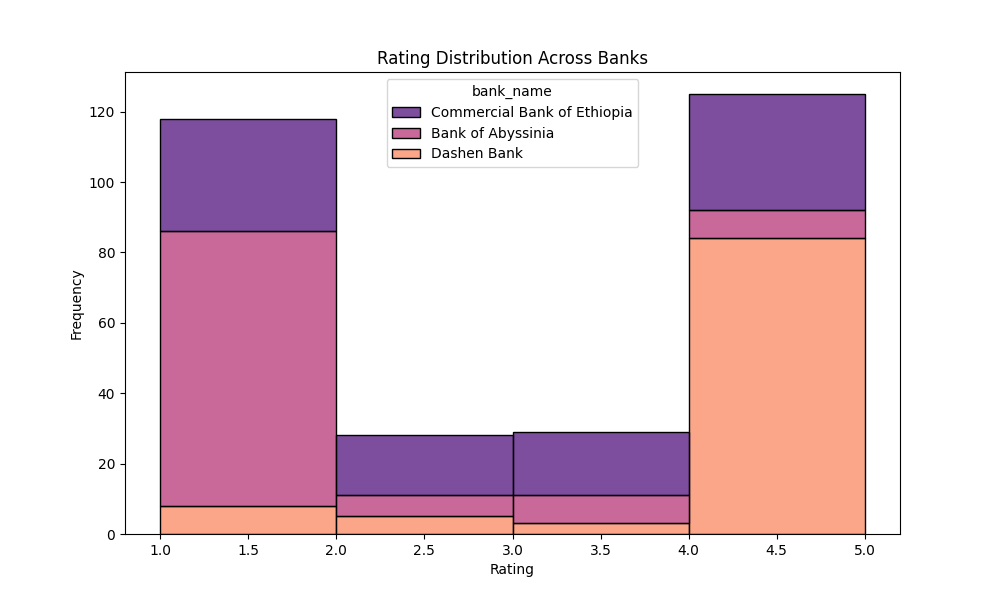 Rating Distribution Across Banks
bank_name
Commercial Bank of Ethiopia
Bank of Abyssinia
Dashen Bank
Frequency
120
100
80
60
40
20
0
1.0 1.5 2.0 2.5 3.0 3.5 4.0 4.5 5.0
Rating